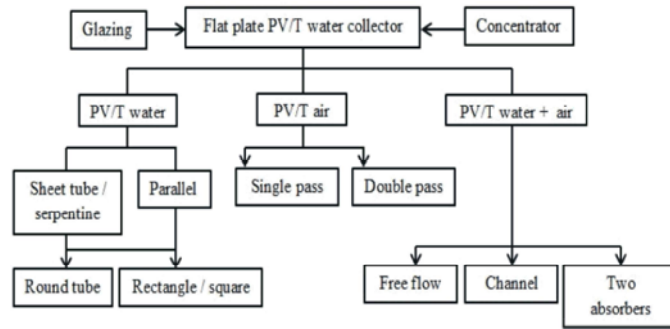 Glazing
Flat plate PV/T water collector
Concentrator
PV/T water
PV/T air
PV/T water + air
Sheet tube /
serpentine
Parallel
Single pass
Double pass
Round tube
Rectangle / square
Free flow
Channel
Two
absorbers